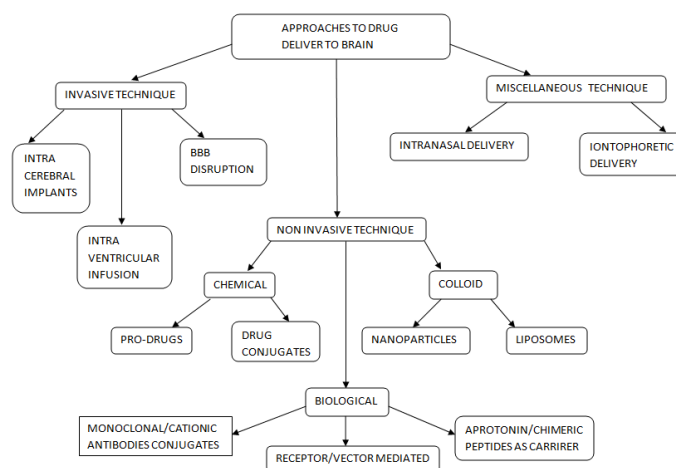 APPROACHES TO DRUG
DELIVER TO BRAIN
INVASIVE TECHNIQUE
MISCELLANEOUS TECHNIQUE
INTRA
CEREBRAL
IMPLANTS
BBB
DISRUPTION
INTRANASAL DELIVERY
IONTOPHORETIC
DELIVERY
INTRA
VENTRICULAR
INFUSION
NON INVASIVE TECHNIQUE
CHEMICAL
COLLOID
PRO-DRUGS
DRUG
CONJUGATES
NANOPARTICLES
LIPOSOMES
BIOLOGICAL
MONOCLONAL/CATIONIC
ANTIBODIES CONJUGATES
RECEPTOR/VECTOR MEDIATED
APROTONIN/CHIMERIC
PEPTIDES AS CARRIRER